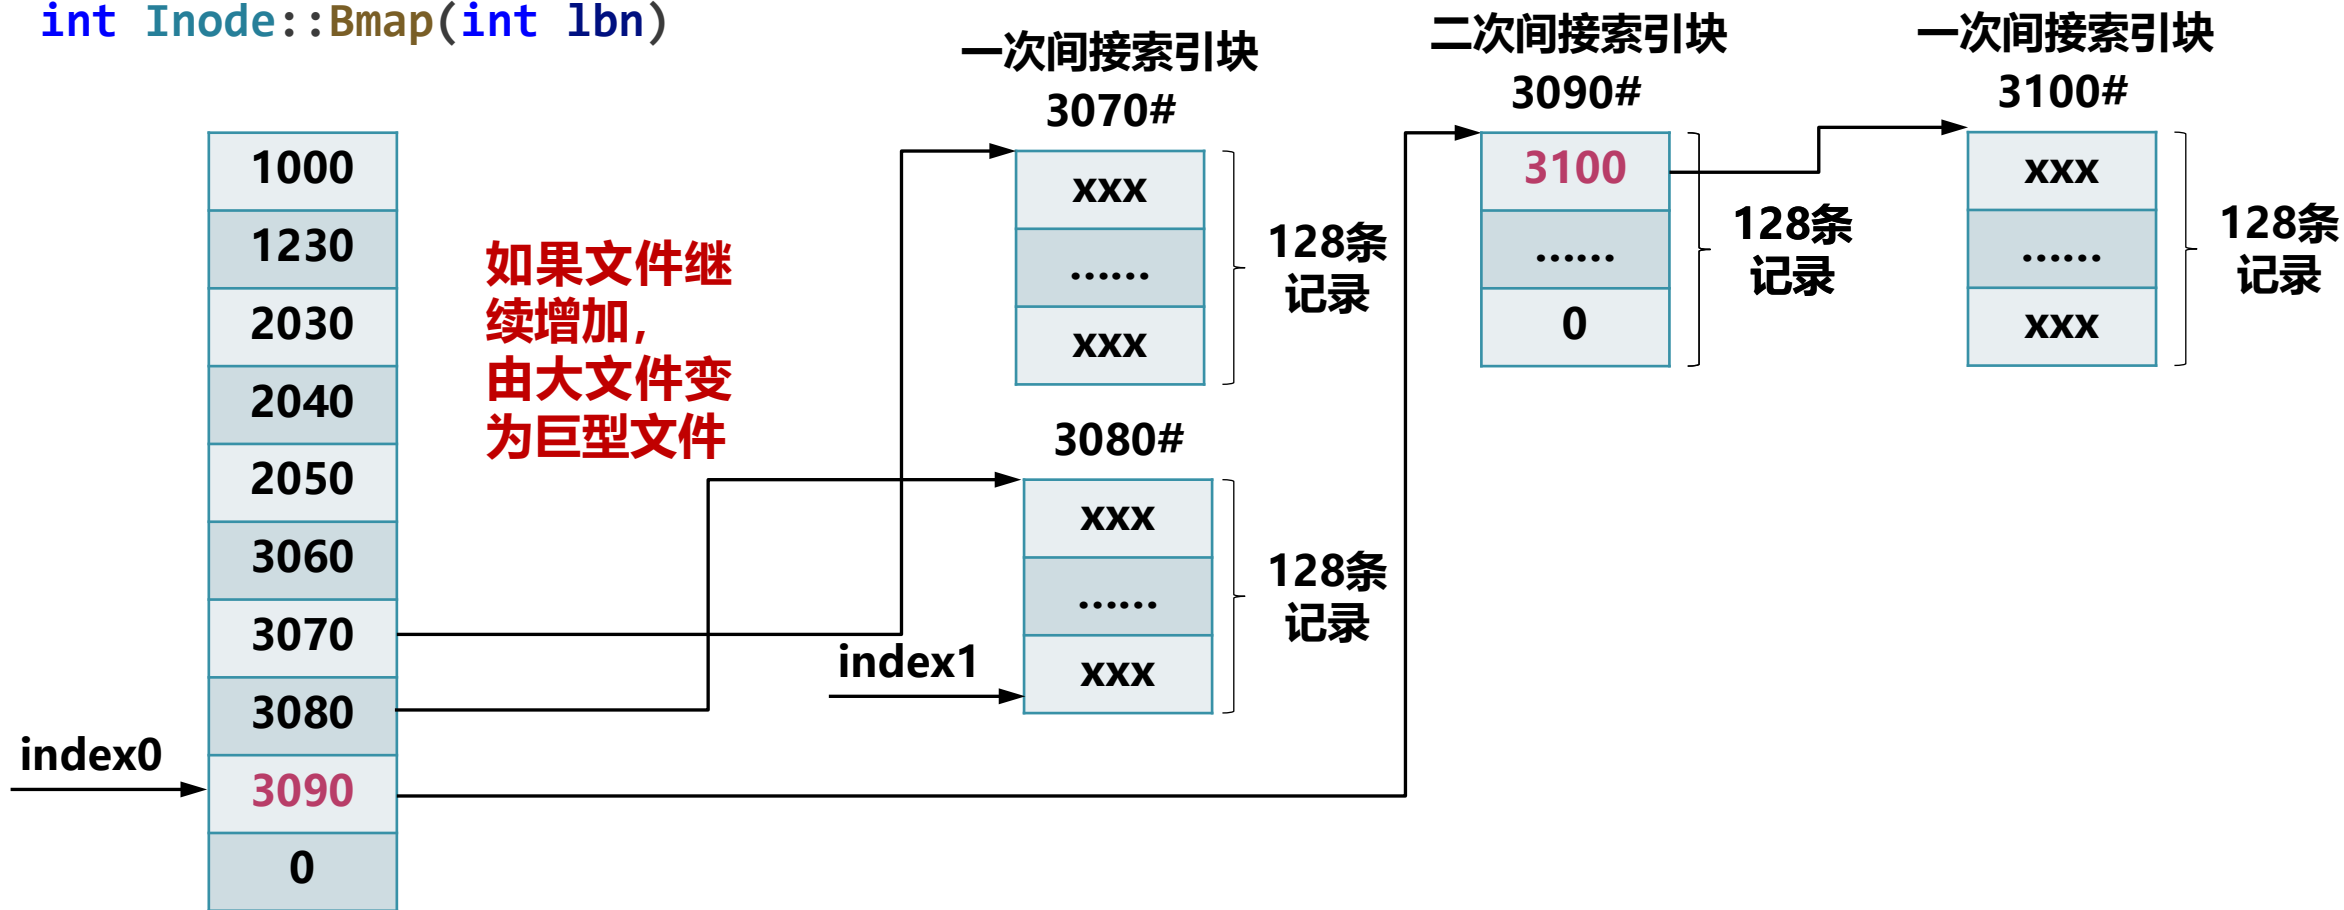 int Inode::Bmap(int lbn)
1000
1230
2030
2040
2050
3060
3070
3080
3090
0
index0
如果文件继
续增加，
由大文件变
为巨型文件
一次间接索引块
3070#
xxx
......
xxx
128条
记录
3080#
xxx
......
xxx
128条
记录
index1
二次间接索引块
3090#
3100
......
0
128条
记录
一次间接索引块
3100#
xxx
......
xxx
128条
记录